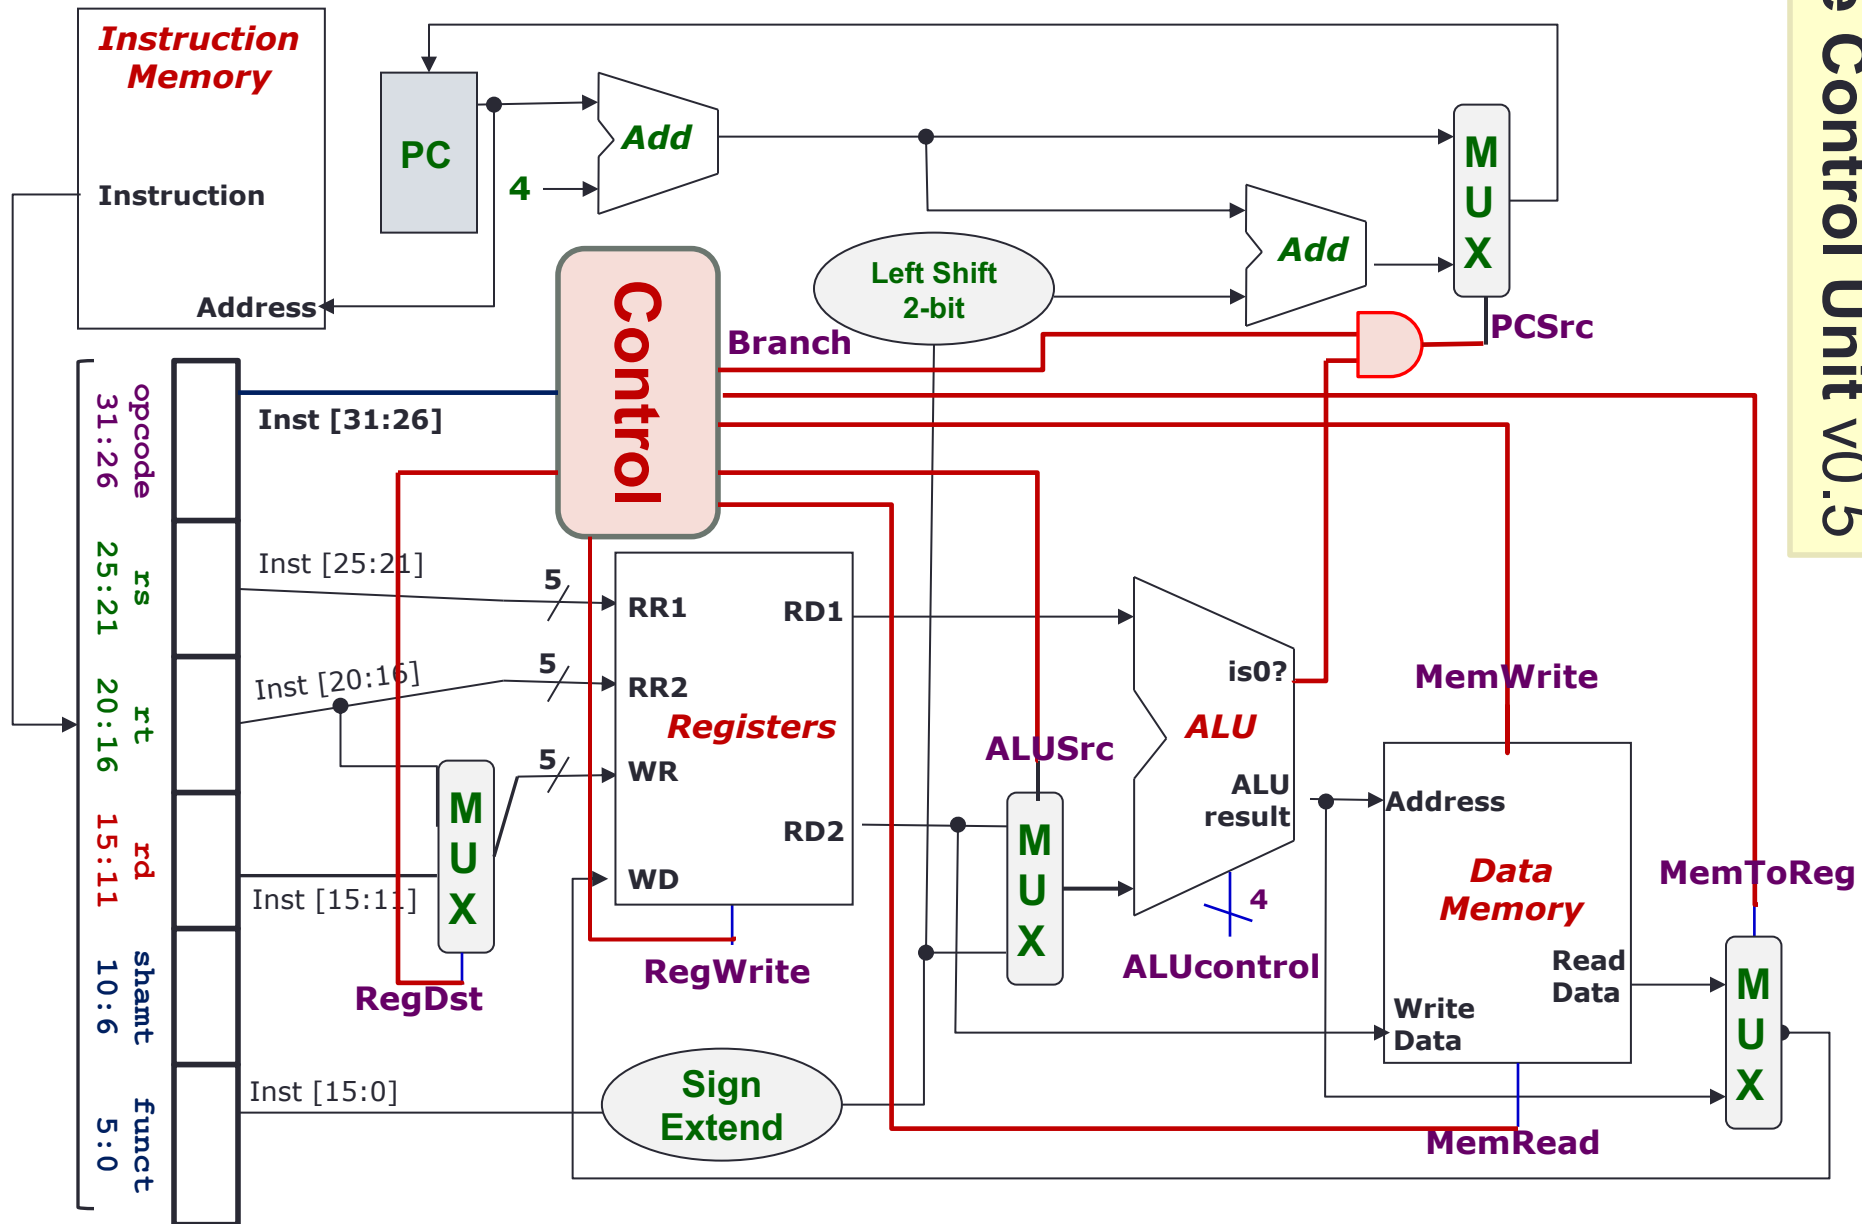 Instruction
Memory
Instruction
Address
PC
4
Add
Add
MUX
Left Shift
2-bit
Control
Branch
PCSrc
Control Unit v0.5
opcode
31:26
rs
25:21
rt
20:16
rd
15:11
shamt
10:6
funct
5:0
Inst [31:26]
Inst [25:21]
Inst [20:16]
Inst [15:11]
Inst [15:0]
5
5
5
MUX
RegDst
RR1
RR2
WR
WD
RD1
RD2
Registers
RegWrite
Sign
Extend
ALUSrc
MUX
is0?
ALU
ALU
result
4
ALUcontrol
MemWrite
Address
Data
Memory
Read
Data
Write
Data
MemRead
MemToReg
MUX